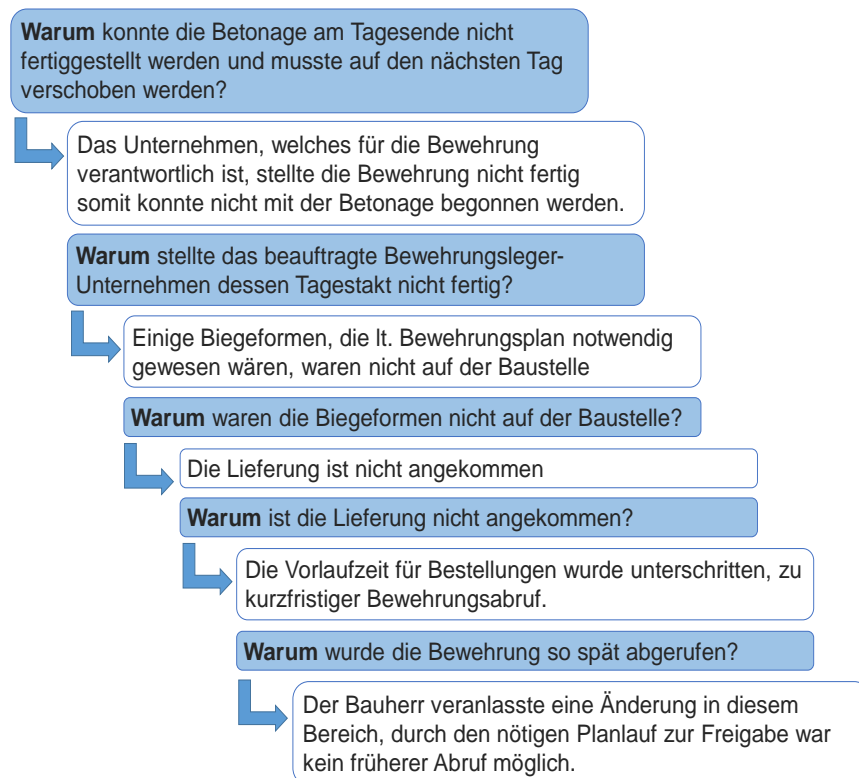 Warum konnte die Betonage am Tagesende nicht
fertiggestellt werden und musste auf den nächsten Tag
verschoben werden?
Das Unternehmen, welches für die Bewehrung
verantwortlich ist, stellte die Bewehrung nicht fertig
somit konnte nicht mit der Betonage begonnen werden.
Warum stellte das beauftragte Bewehrungsleger-
Unternehmen dessen Tagestakt nicht fertig?
Einige Biegeformen, die lt. Bewehrungsplan notwendig
gewesen wären, waren nicht auf der Baustelle
Warum waren die Biegeformen nicht auf der Baustelle?
Die Lieferung ist nicht angekommen
Warum ist die Lieferung nicht angekommen?
Die Vorlaufzeit für Bestellungen wurde unterschritten, zu
kurzfristiger Bewehrungsabruf.
Warum wurde die Bewehrung so spät abgerufen?
Der Bauherr veranlasste eine Änderung in diesem
Bereich, durch den nötigen Planlauf zur Freigabe war
kein früherer Abruf möglich.